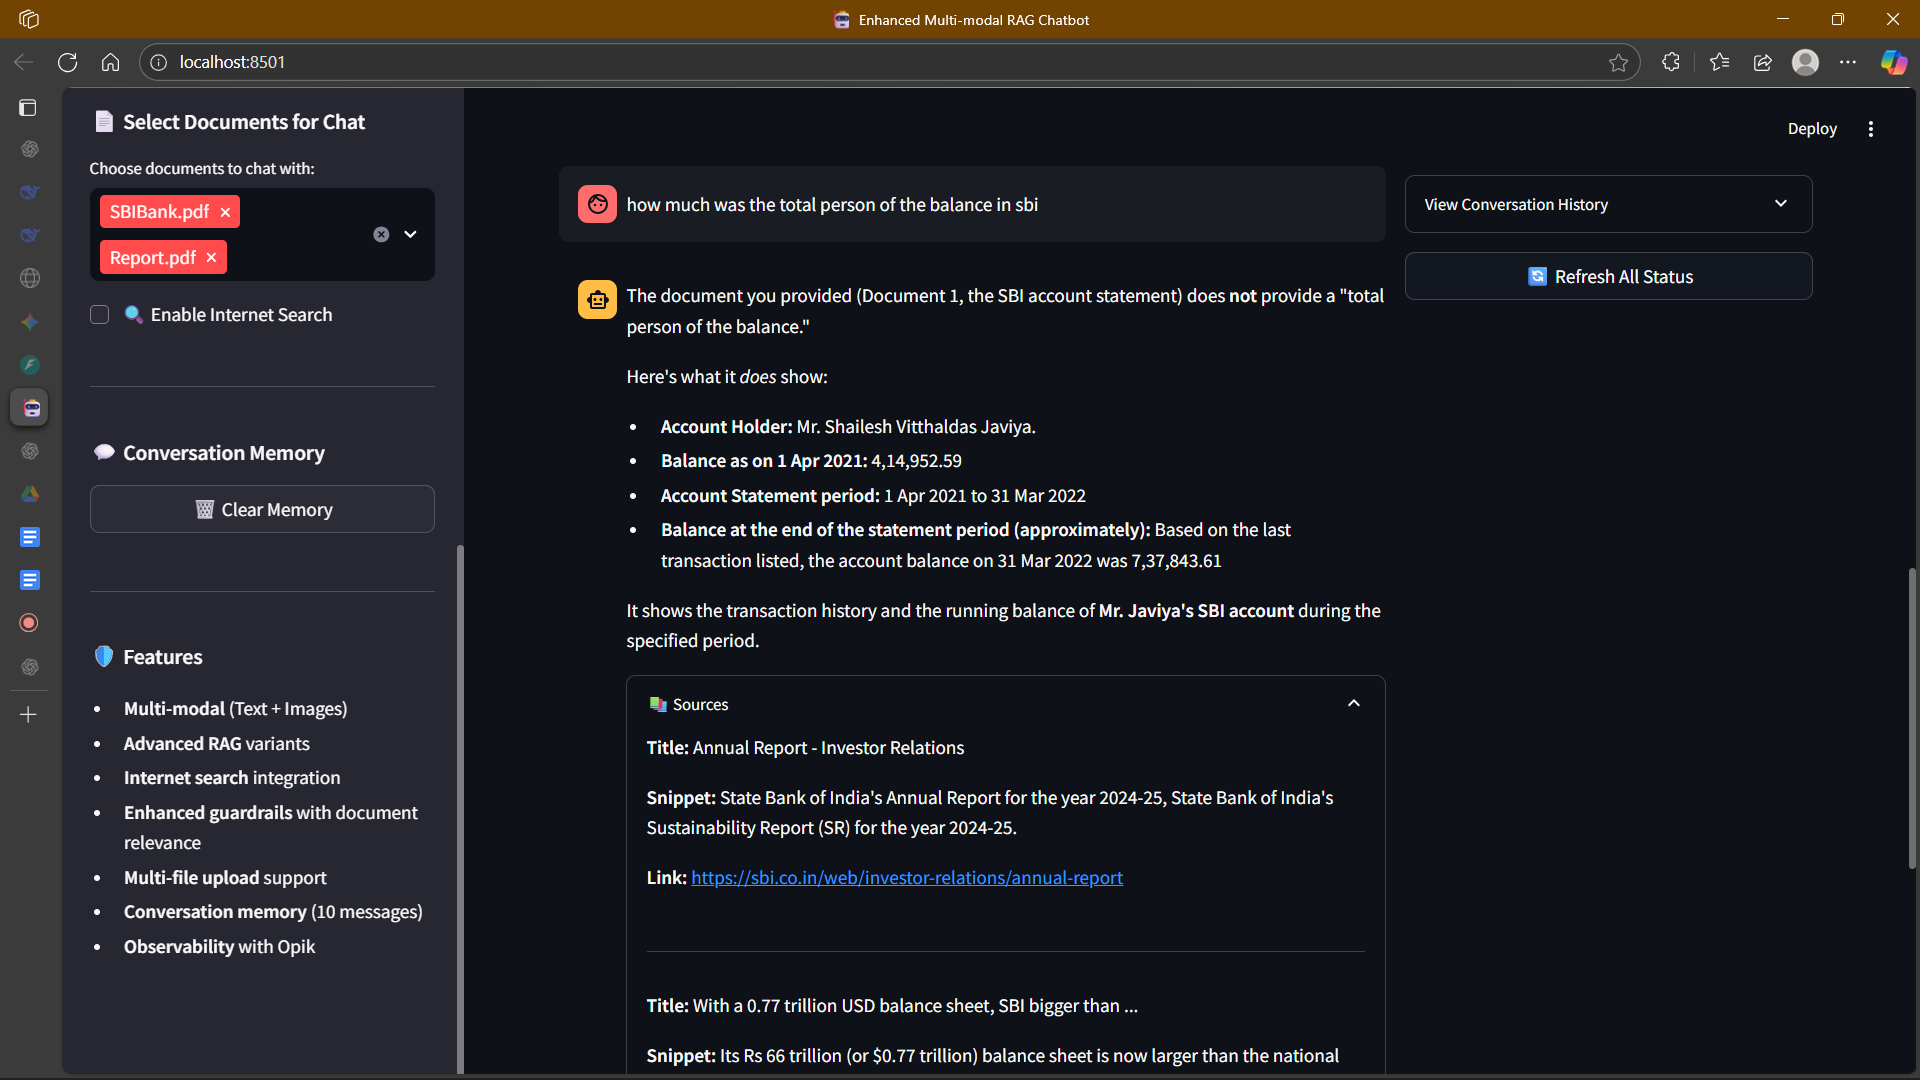 Enhanced Multi-modal RAG Chatbot
localhost:8501
Select Documents for Chat
Choose documents to chat with:
SBIBank.pdf ×
Report.pdf ×
Enable Internet Search
Conversation Memory
Clear Memory
Features
• Multi-modal (Text + Images)
• Advanced RAG variants
• Internet search integration
• Enhanced guardrails with document
relevance
• Multi-file upload support
• Conversation memory (10 messages)
• Observability with Opik
Deploy
how much was the total person of the balance in sbi
The document you provided (Document 1, the SBI account statement) does not provide a "total
person of the balance."
Here's what it does show:
• Account Holder: Mr. Shailesh Vitthaldas Javiya.
• Balance as on 1 Apr 2021: 4,14,952.59
• Account Statement period: 1 Apr 2021 to 31 Mar 2022
• Balance at the end of the statement period (approximately): Based on the last
transaction listed, the account balance on 31 Mar 2022 was 7,37,843.61
It shows the transaction history and the running balance of Mr. Javiya's SBI account during the
specified period.
Sources
Title: Annual Report - Investor Relations
Snippet: State Bank of India's Annual Report for the year 2024-25, State Bank of India's
Sustainability Report (SR) for the year 2024-25.
Link: https://sbi.co.in/web/investor-relations/annual-report
Title: With a 0.77 trillion USD balance sheet, SBI bigger than ...
Snippet: Its Rs 66 trillion (or $0.77 trillion) balance sheet is now larger than the national
View Conversation History
Refresh All Status